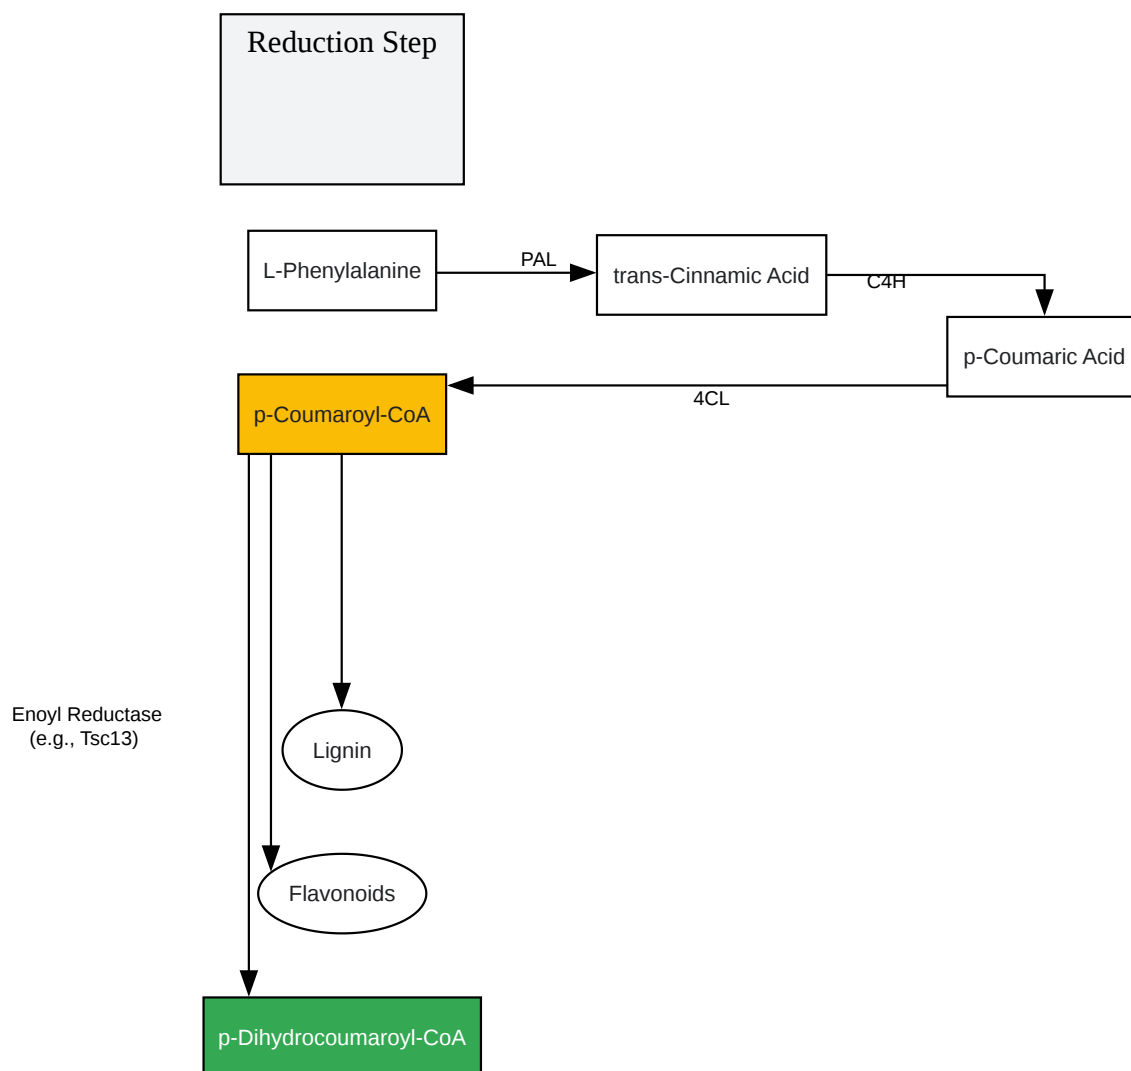 Reduction Step
L-Phenylalanine
PAL
trans-Cinnamic Acid
C4H
p-Coumaric Acid
4CL
p-Coumaroyl-CoA
Enoyl Reductase
(e.g., Tsc13)
Lignin
Flavonoids
p-Dihydrocoumaroyl-CoA